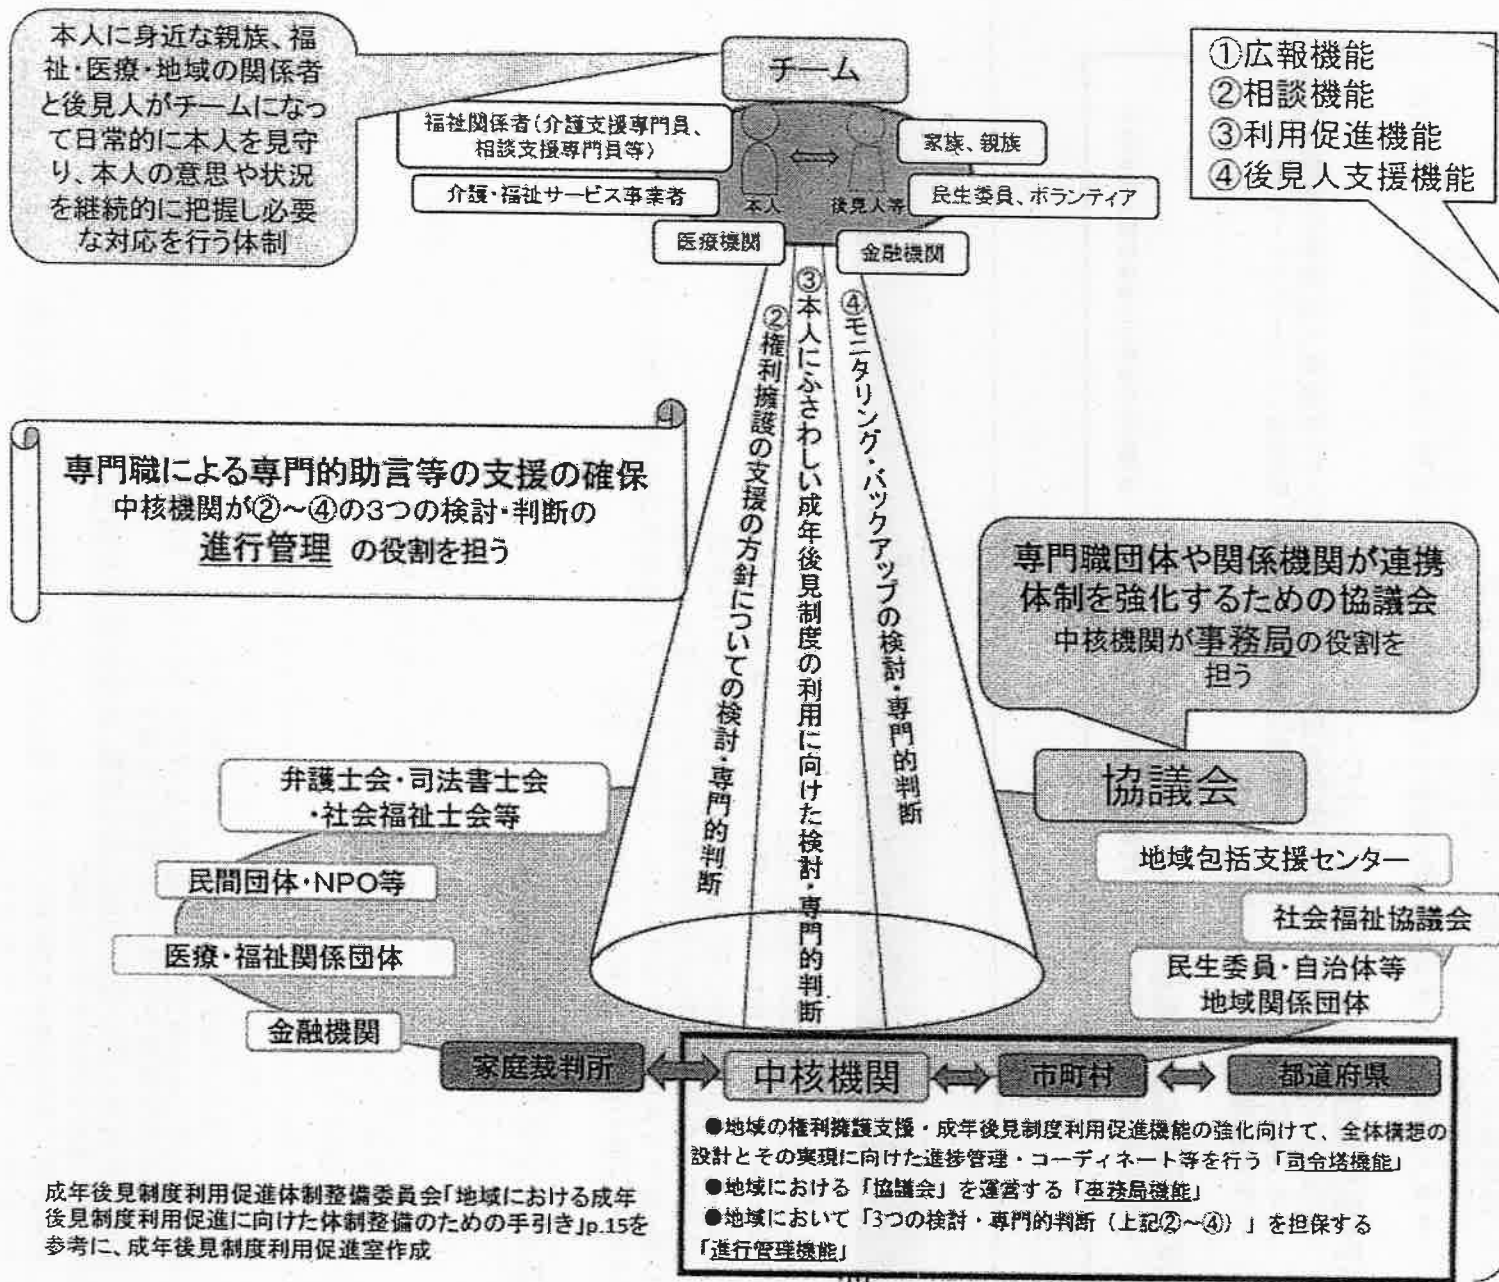 本人に身近な親族、福
祉・医療・地域の関係者
と後見人がチームになっ
て日常的に本人を見守
り、本人の意思や状況
を継続的に把握し必要
な対応を行う体制
チーム
福祉関係者(介護支援専門員、
相談支援専門員等)
介護・福祉サービス事業者
医療機関
本人
後見人等
家族、親族
民生委員、ボランティア
金融機関
①広報機能
②相談機能
③利用促進機能
④後見人支援機能
②権利擁護の支援の方針についての検討・専門的判断
③本人にふさわしい成年後見制度の利用に向けた検討・専門的判断
④モニタリング・バックアップの検討・専門的判断
専門職による専門的助言等の支援の確保
中核機関が②～④の3つの検討・判断の
進行管理 の役割を担う
専門職団体や関係機関が連携
体制を強化するための協議会
中核機関が事務局の役割を
担う
協議会
弁護士会・司法書士会
・社会福祉士会等
民間団体・NPO等
医療・福祉関係団体
金融機関
地域包括支援センター
社会福祉協議会
民生委員・自治体等
地域関係団体
家庭裁判所
中核機関
市町村
都道府県
●地域の権利擁護支援・成年後見制度利用促進機能の強化向けて、全体構想の
設計とその実現に向けた進捗管理・コーディネート等を行う「司令塔機能」
●地域における「協議会」を運営する「事務局機能」
●地域において「3つの検討・専門的判断（上記②～④）」を担保する
「進行管理機能」
成年後見制度利用促進体制整備委員会「地域における成年
後見制度利用促進に向けた体制整備のための手引き」p.15を
参考に、成年後見制度利用促進室作成